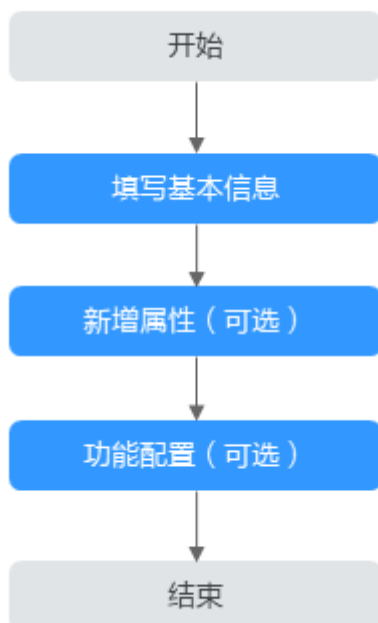 开始
填写基本信息
新增属性（可选）
功能配置（可选）
结束